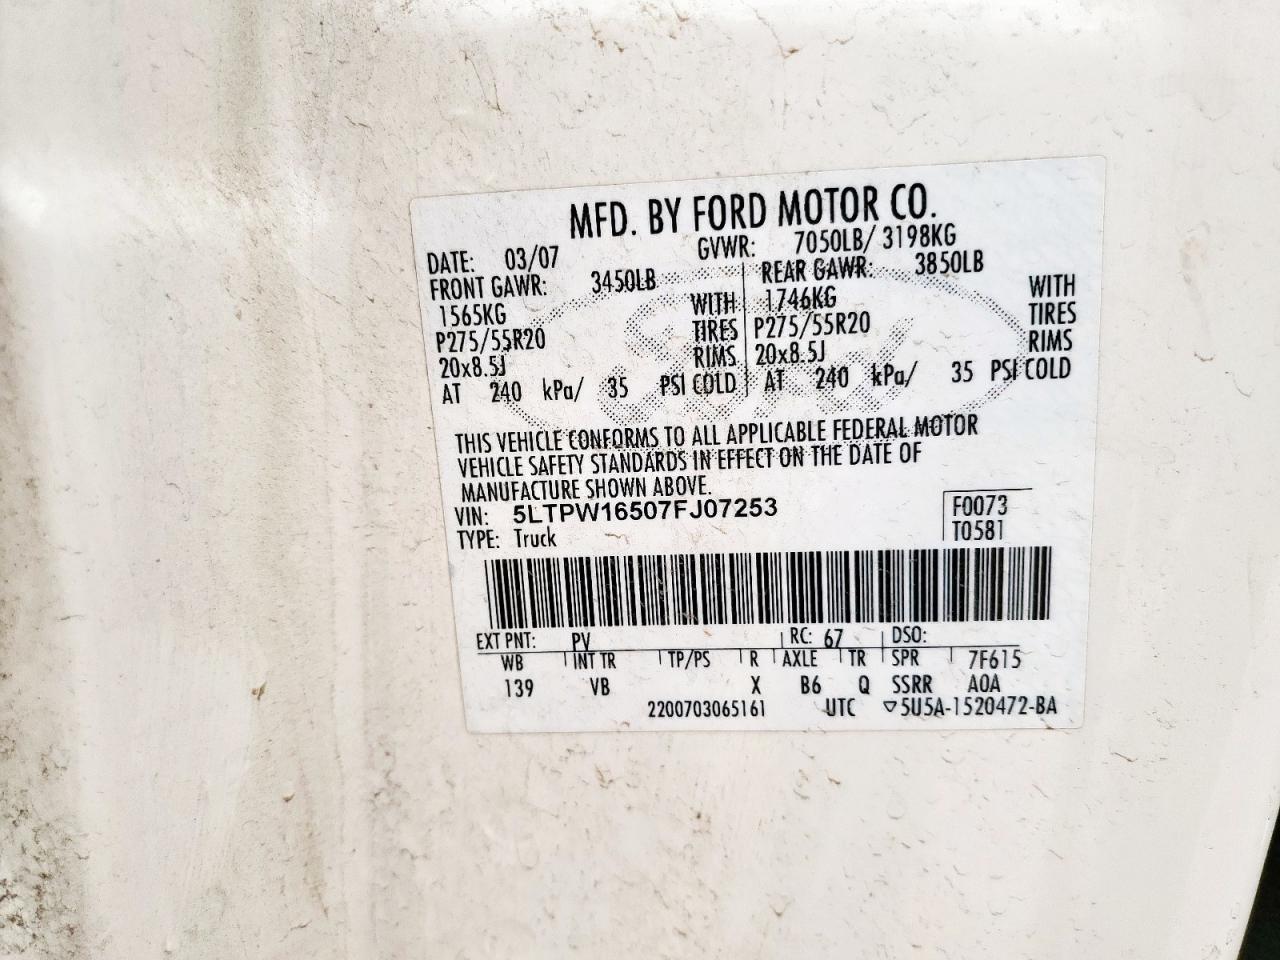 MFD. BY FORD MOTOR CO.
DATE: 03/07 GVWR: 7050LB/ 3198KG
FRONT GAWR: 3450LB REAR GAWR: 3850LB
1565KG WITH 1746KG WITH
P275/55R20 TIRES P275/55R20 TIRES
20x8.5J RIMS 20x8.5J RIMS
AT 240 kPa/ 35 PSI COLD AT 240 kPa/ 35 PSI COLD
THIS VEHICLE CONFORMS TO ALL APPLICABLE FEDERAL MOTOR
VEHICLE SAFETY STANDARDS IN EFFECT ON THE DATE OF
MANUFACTURE SHOWN ABOVE.
VIN: 5LTPW16507FJ07253 F0073
TYPE: Truck T0581
EXT PNT: PV RC: 67 DSO:
WB INT TR TP/PS R AXLE TR SPR 7F615
139 VB X B6 Q SSRR A0A
2200703065161 UTC ▽5U5A-1520472-BA